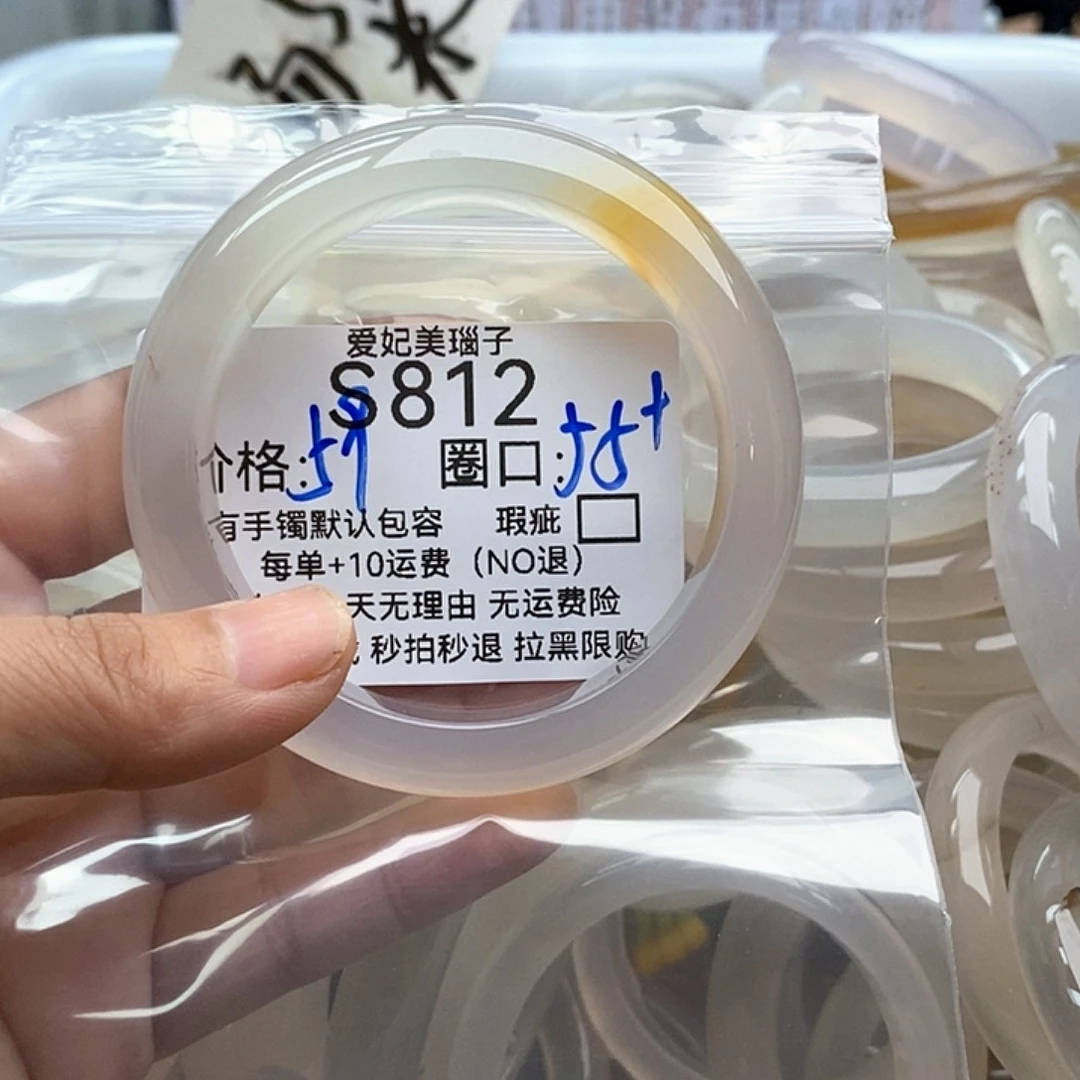 爱妃美瑙子
S812
价格:59 圈口:55+
有手镯默认包容 瑕疵
每单+10运费（NO退）
天无理由 无运费险
秒拍秒退 拉黑限购